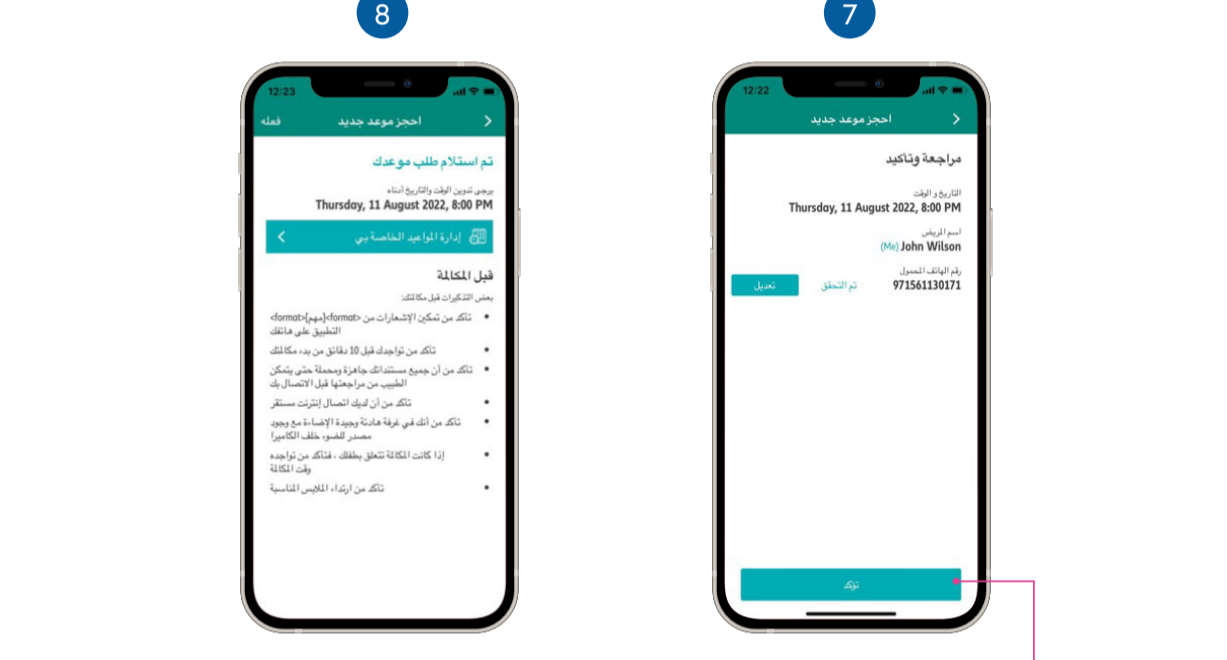 7
12:22
احجز موعد جديد
مراجعة وتاكيد
التاريخ و الوقت
Thursday, 11 August 2022, 8:00 PM
اسم المريض
(Me) John Wilson
رقم الهاتف المحمول
971561130171
تم التحقق
تعديل
تؤكد
8
12:23
احجز موعد جديد
فعله
تم استلام طلب موعدك
يرجى تدوين الوقت والتاريخ أدناه
Thursday, 11 August 2022, 8:00 PM
إدارة المواعيد الخاصة بي
قبل المكالمة
بعض التذكيرات قبل مكالمتك:
• تأكد من تمكين الإشعارات من <format>[مهم]<format>
التطبيق على هاتفك
• تأكد من تواجدك قبل 10 دقائق من بدء مكالمتك
• تأكد من أن جميع مستنداتك جاهزة ومحملة حتى يتمكن
الطبيب من مراجعتها قبل الاتصال بك
• تأكد من أن لديك اتصال إنترنت مستقر
• تأكد من أنك في غرفة هادئة وجيدة الإضاءة مع وجود
مصدر للضوء خلف الكاميرا
• إذا كانت المكالمة تتعلق بطفلك ، فتأكد من تواجده
وقت المكالمة
• تأكد من ارتداء الملابس المناسبة